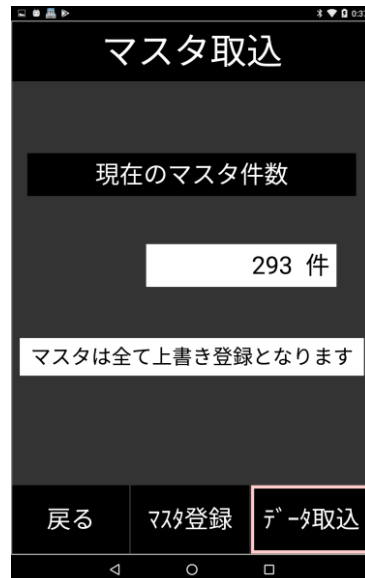 0:37
マスタ取込
現在のマスタ件数
293 件
マスタは全て上書き登録となります
戻る
ﾏｽﾀ登録
ﾃﾞｰﾀ取込